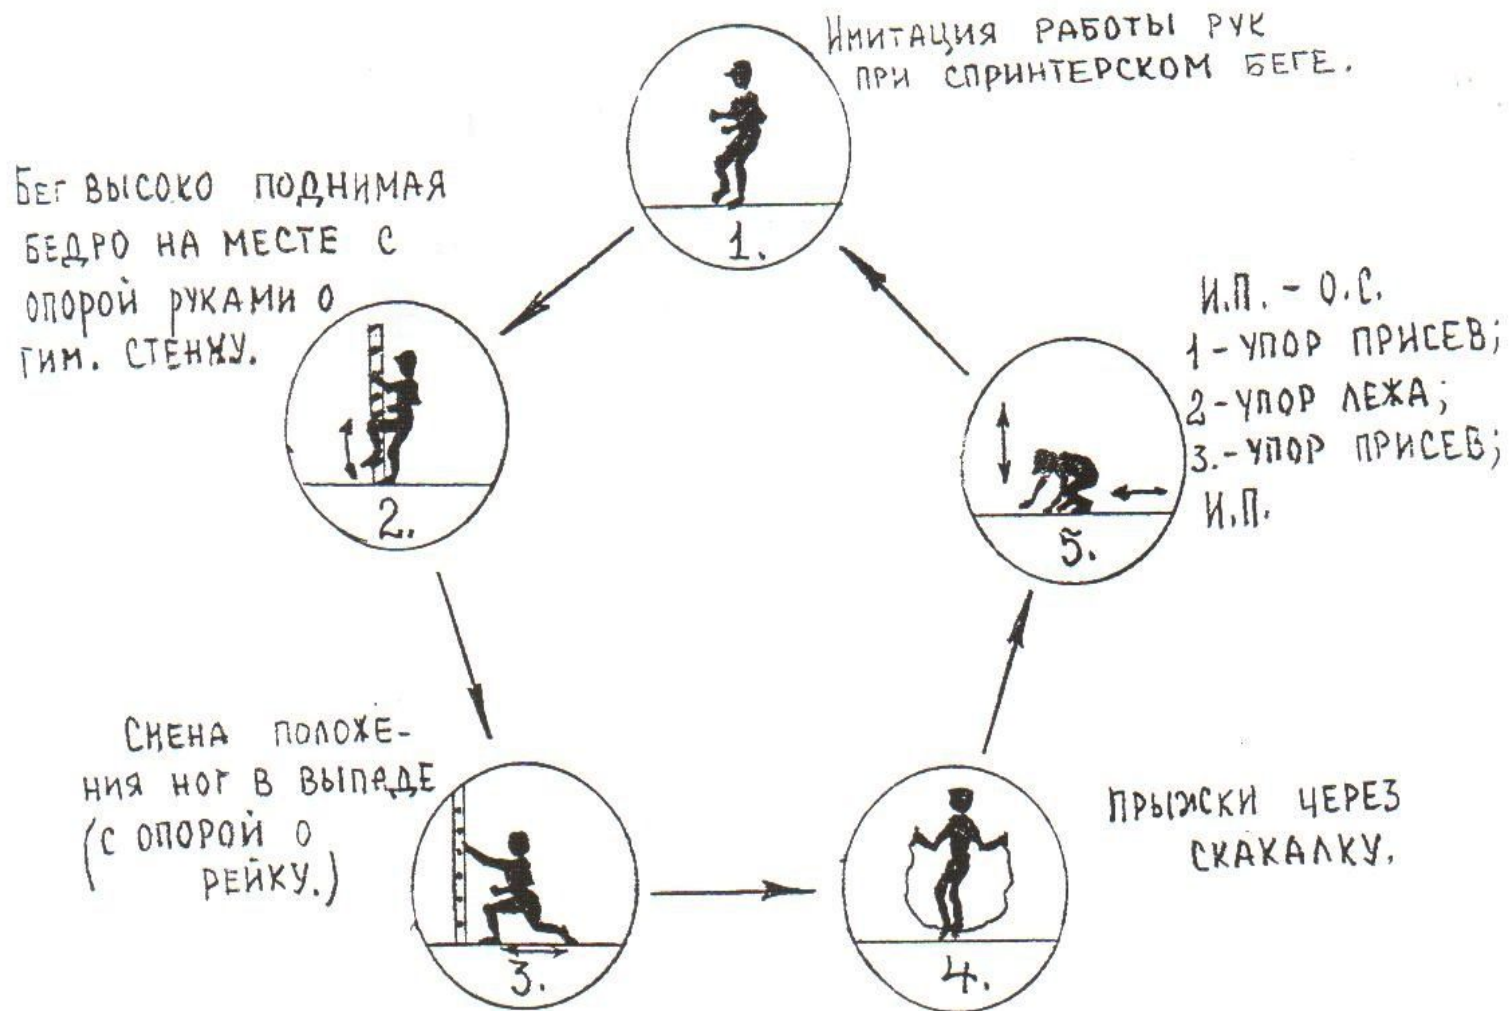 Имитация работы рук
при спринтерском беге.
1.
Бег высоко поднимая
бедро на месте с
опорой руками о
гим. стенку.
2.
Смена положе-
ния ног в выпаде
(с опорой о
рейку.)
3.
Прыжски через
скакалку.
4.
И.П. - О.С.
1 - упор присев;
2 - упор лежа;
3. - упор присев;
И.П.
5.